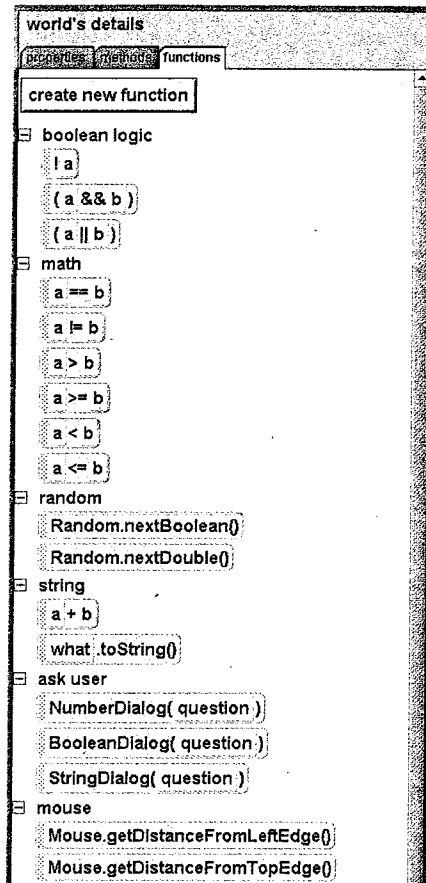 world's details
properties methods functions
create new function
boolean logic
! a
( a && b )
( a || b )
math
a == b
a != b
a > b
a >= b
a < b
a <= b
random
Random.nextBoolean()
Random.nextDouble()
string
a + b
what .toString()
ask user
NumberDialog( question )
BooleanDialog( question )
StringDialog( question )
mouse
Mouse.getDistanceFromLeftEdge()
Mouse.getDistanceFromTopEdge()